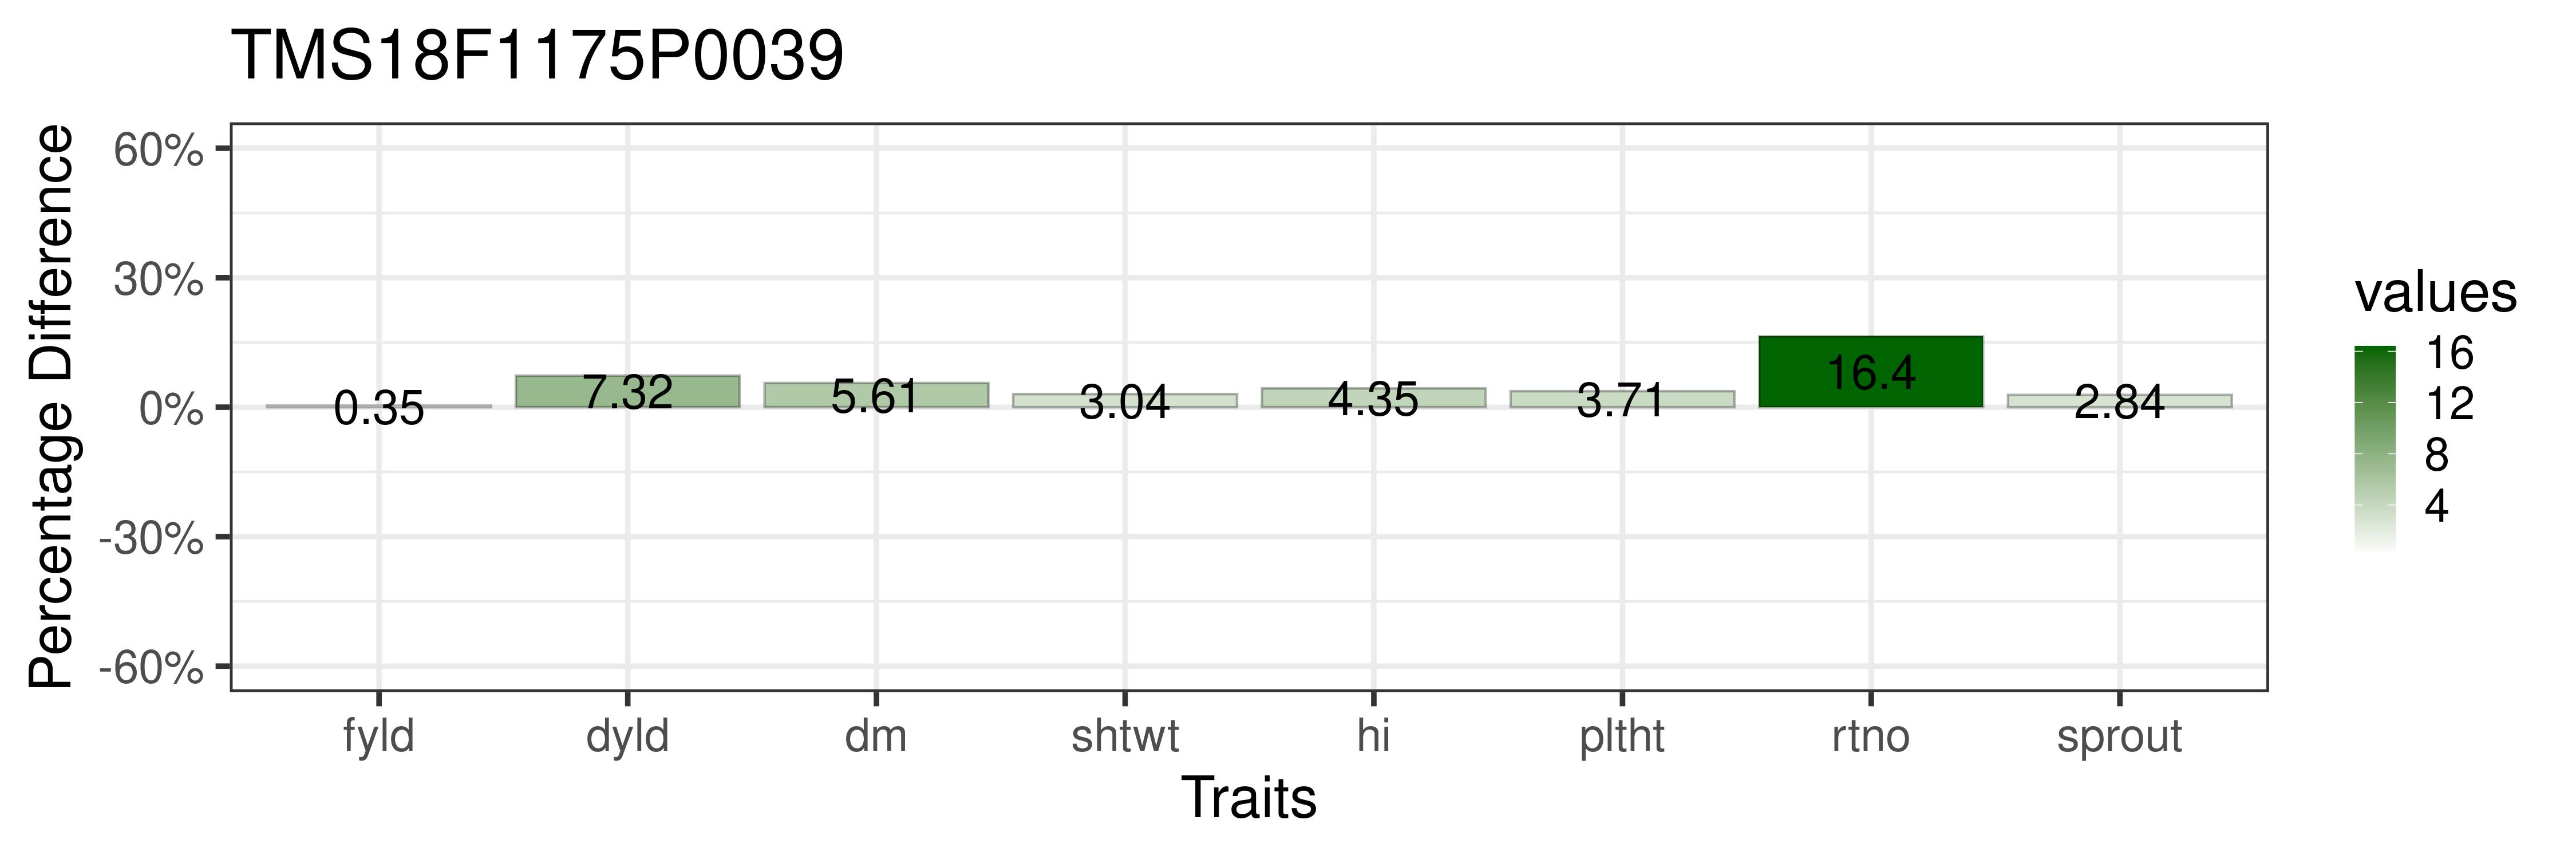 TMS18F1175P0039
Percentage Difference
60%
30%
0%
-30%
-60%
0.35
7.32
5.61
3.04
4.35
3.71
16.4
2.84
fyld
dyld
dm
shtwt
hi
pltht
rtno
sprout
Traits
values
16
12
8
4